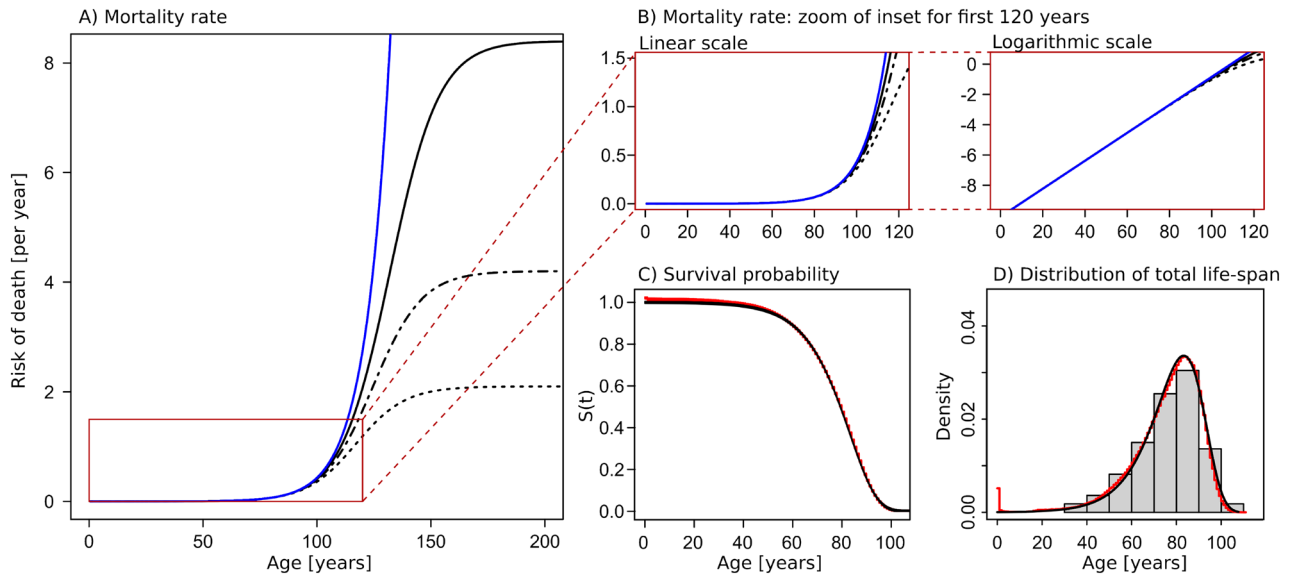 A) Mortality rate
Risk of death [per year]
8
6
4
2
0
0 50 100 150 200
Age [years]
B) Mortality rate: zoom of inset for first 120 years
Linear scale
1.5
1.0
0.5
0.0
0 20 40 60 80 100 120
Logarithmic scale
0
-2
-4
-6
-8
0 20 40 60 80 100 120
C) Survival probability
S(t)
1.0
0.8
0.6
0.4
0.2
0.0
0 20 40 60 80 100
Age [years]
D) Distribution of total life-span
Density
0.04
0.02
0.00
0 20 40 60 80 100
Age [years]